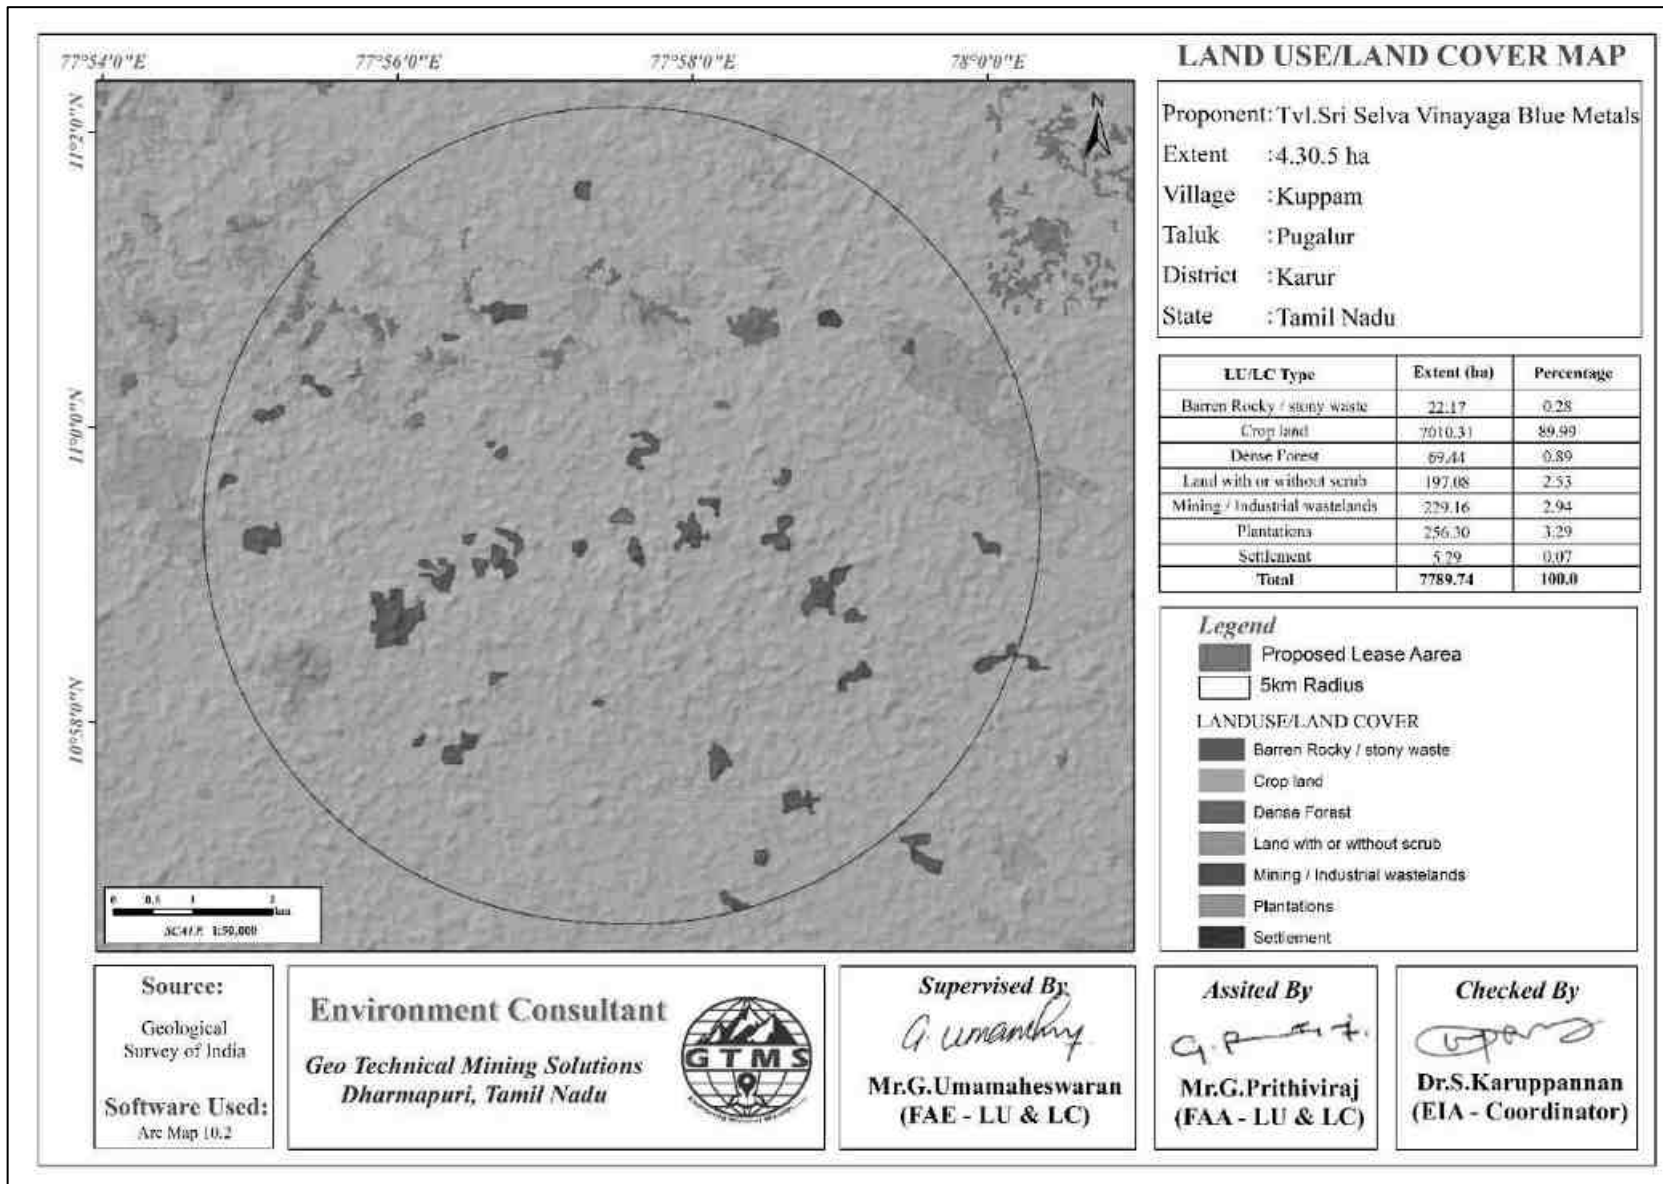 LAND USE/LAND COVER MAP
77°54'0"E 77°56'0"E 77°58'0"E 78°0'0"E
11°2'0"N
11°0'0"N
10°58'0"N
N
Proponent: Tvl.Sri Selva Vinayaga Blue Metals
Extent : 4.30.5 ha
Village : Kuppam
Taluk : Pugalur
District : Karur
State : Tamil Nadu
LU/LC Type Extent (ha) Percentage
Barren Rocky / stony waste 22.17 0.28
Crop land 7010.31 89.99
Dense Forest 69.44 0.89
Land with or without scrub 197.08 2.53
Mining / Industrial wastelands 229.16 2.94
Plantations 256.30 3.29
Settlement 5.29 0.07
Total 7789.74 100.0
Legend
Proposed Lease Aarea
5km Radius
LANDUSE/LAND COVER
Barren Rocky / stony waste
Crop land
Dense Forest
Land with or without scrub
Mining / Industrial wastelands
Plantations
Settlement
0 0.5 1 2
km
SCALE 1:50,000
Source:
Geological
Survey of India
Software Used:
Arc Map 10.2
Environment Consultant
Geo Technical Mining Solutions
Dharmapuri, Tamil Nadu
GTMS
Supervised By
G. Umamahesy
Mr.G.Umamaheswaran
(FAE - LU & LC)
Assited By
Mr.G.Prithiviraj
(FAA - LU & LC)
Checked By
Dr.S.Karuppannan
(EIA - Coordinator)